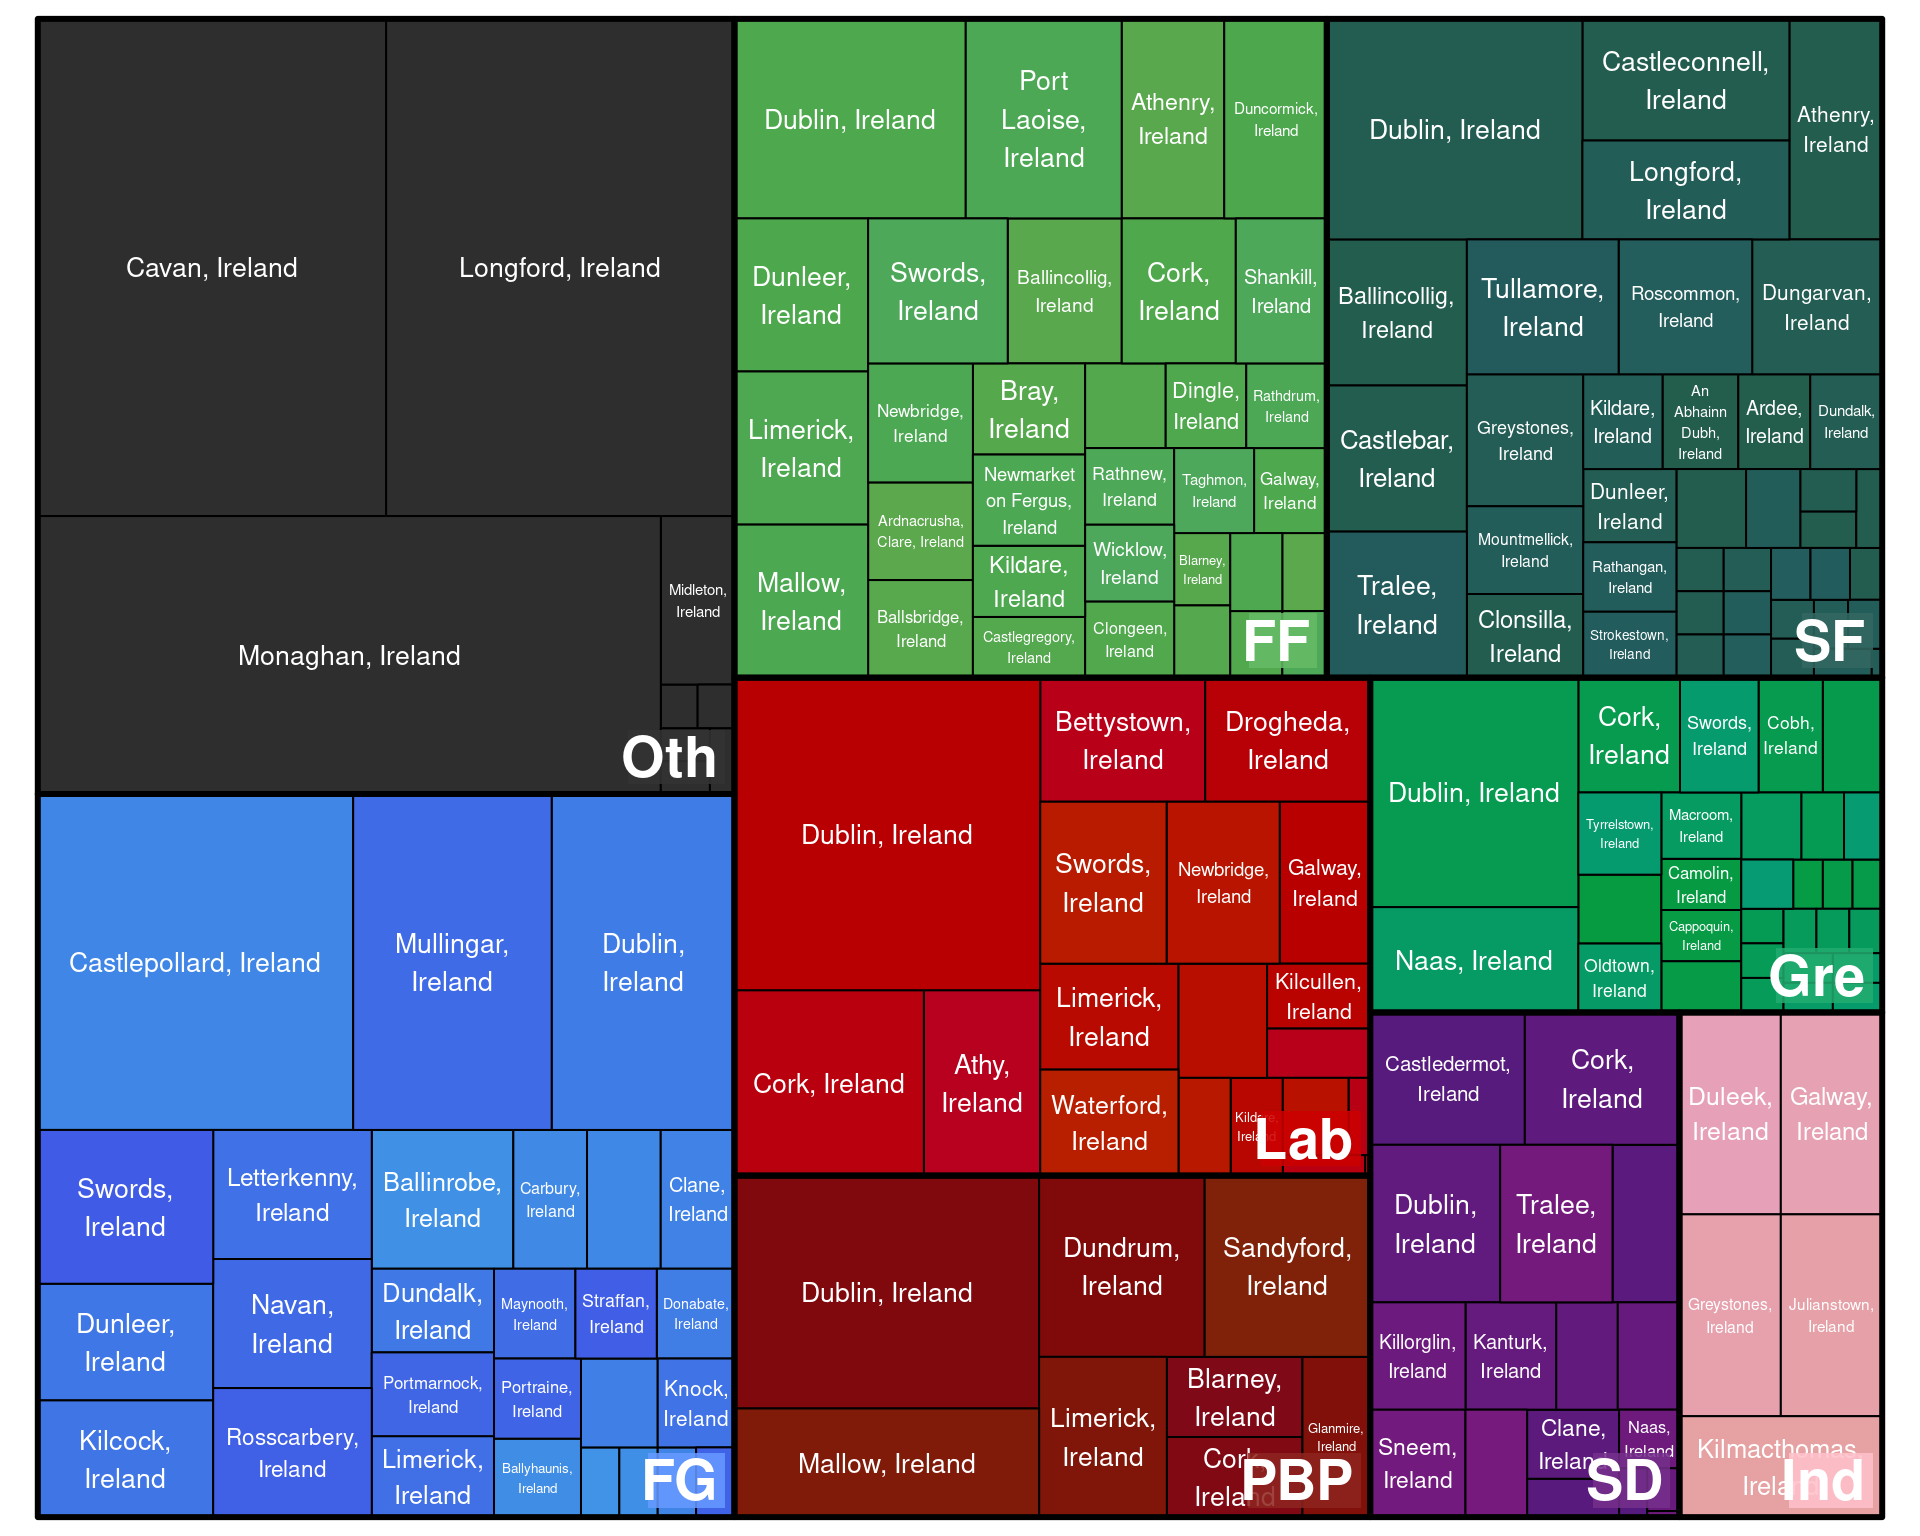 Cavan, Ireland
Longford, Ireland
Monaghan, Ireland
Midleton,
Ireland
Oth
Castlepollard, Ireland
Mullingar,
Ireland
Dublin,
Ireland
Swords,
Ireland
Dunleer,
Ireland
Kilcock,
Ireland
Letterkenny,
Ireland
Navan,
Ireland
Rosscarbery,
Ireland
Ballinrobe,
Ireland
Carbury,
Ireland
Clane,
Ireland
Dundalk,
Ireland
Maynooth,
Ireland
Straffan,
Ireland
Donabate,
Ireland
Portmarnock,
Ireland
Portraine,
Ireland
Knock,
Ireland
Limerick,
Ireland
Ballyhaunis,
Ireland
FG
Dublin, Ireland
Port
Laoise,
Ireland
Athenry,
Ireland
Duncormick,
Ireland
Dunleer,
Ireland
Swords,
Ireland
Ballincollig,
Ireland
Cork,
Ireland
Shankill,
Ireland
Limerick,
Ireland
Mallow,
Ireland
Newbridge,
Ireland
Ardnacrusha,
Clare, Ireland
Ballsbridge,
Ireland
Bray,
Ireland
Newmarket
on Fergus,
Ireland
Kildare,
Ireland
Castlegregory,
Ireland
Dingle,
Ireland
Rathdrum,
Ireland
Rathnew,
Ireland
Taghmon,
Ireland
Galway,
Ireland
Wicklow,
Ireland
Blarney,
Ireland
Clongeen,
Ireland
FF
Dublin, Ireland
Castleconnell,
Ireland
Longford,
Ireland
Athenry,
Ireland
Ballincollig,
Ireland
Castlebar,
Ireland
Tralee,
Ireland
Tullamore,
Ireland
Roscommon,
Ireland
Dungarvan,
Ireland
Greystones,
Ireland
Mountmellick,
Ireland
Clonsilla,
Ireland
Kildare,
Ireland
An
Abhainn
Dubh,
Ireland
Ardee,
Ireland
Dundalk,
Ireland
Dunleer,
Ireland
Rathangan,
Ireland
Strokestown,
Ireland
SF
Dublin, Ireland
Cork, Ireland
Athy,
Ireland
Bettystown,
Ireland
Drogheda,
Ireland
Swords,
Ireland
Newbridge,
Ireland
Galway,
Ireland
Limerick,
Ireland
Kilcullen,
Ireland
Waterford,
Ireland
Kildare,
Ireland
Lab
Dublin, Ireland
Mallow, Ireland
Dundrum,
Ireland
Sandyford,
Ireland
Limerick,
Ireland
Blarney,
Ireland
Cork,
Ireland
Glanmire,
Ireland
PBP
Dublin, Ireland
Naas, Ireland
Cork,
Ireland
Swords,
Ireland
Cobh,
Ireland
Tyrrelstown,
Ireland
Macroom,
Ireland
Camolin,
Ireland
Cappoquin,
Ireland
Oldtown,
Ireland
Gre
Castledermot,
Ireland
Cork,
Ireland
Dublin,
Ireland
Tralee,
Ireland
Killorglin,
Ireland
Kanturk,
Ireland
Sneem,
Ireland
Clane,
Ireland
Naas,
Ireland
SD
Duleek,
Ireland
Galway,
Ireland
Greystones,
Ireland
Julianstown,
Ireland
Kilmacthomas,
Ireland
Ind